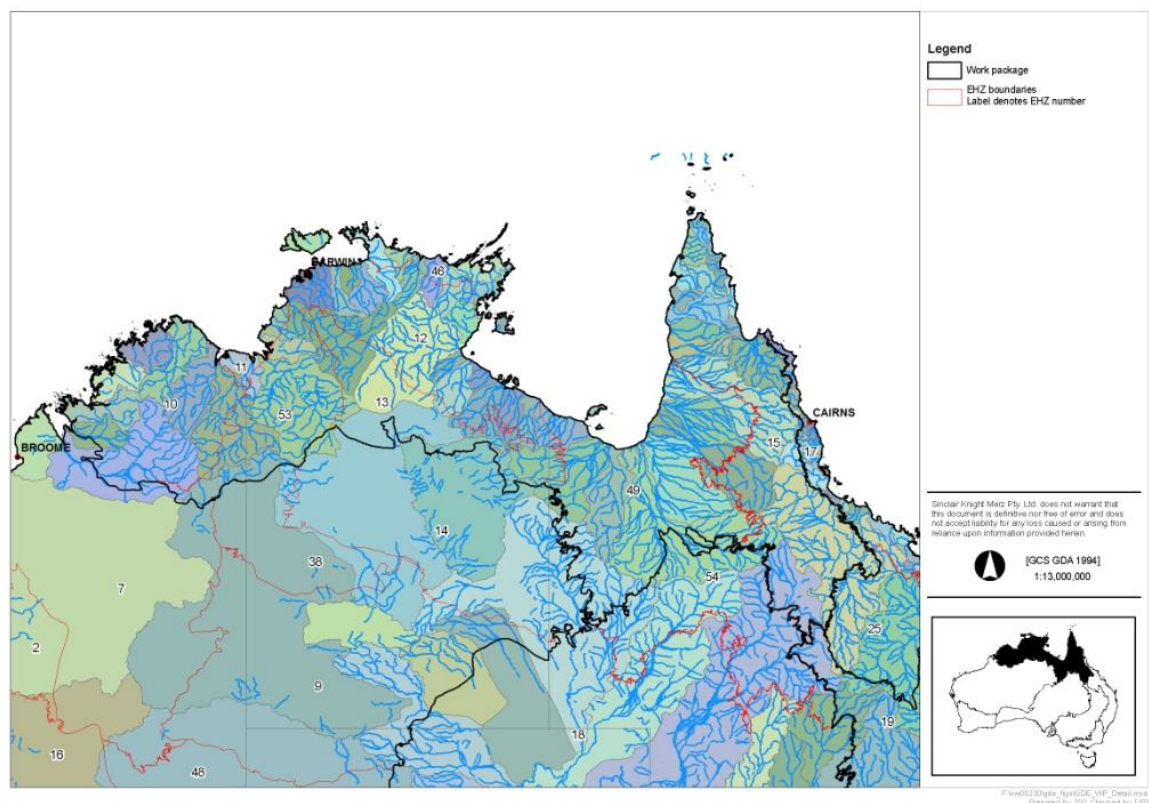 Legend
Work package
EHZ boundaries
Label denotes EHZ number
46
DARWIN
12
11
10
13
53
CAIRNS
15
17
BROOME
49
14
38
54
7
25
2
9
18
19
16
48
Sinclair Knight Merz Pty. Ltd. does not warrant that
this document is definitive nor free of error and does
not accept liability for any loss caused or arising from
reliance upon information provided herein.
[GCS GDA 1994]
1:13,000,000